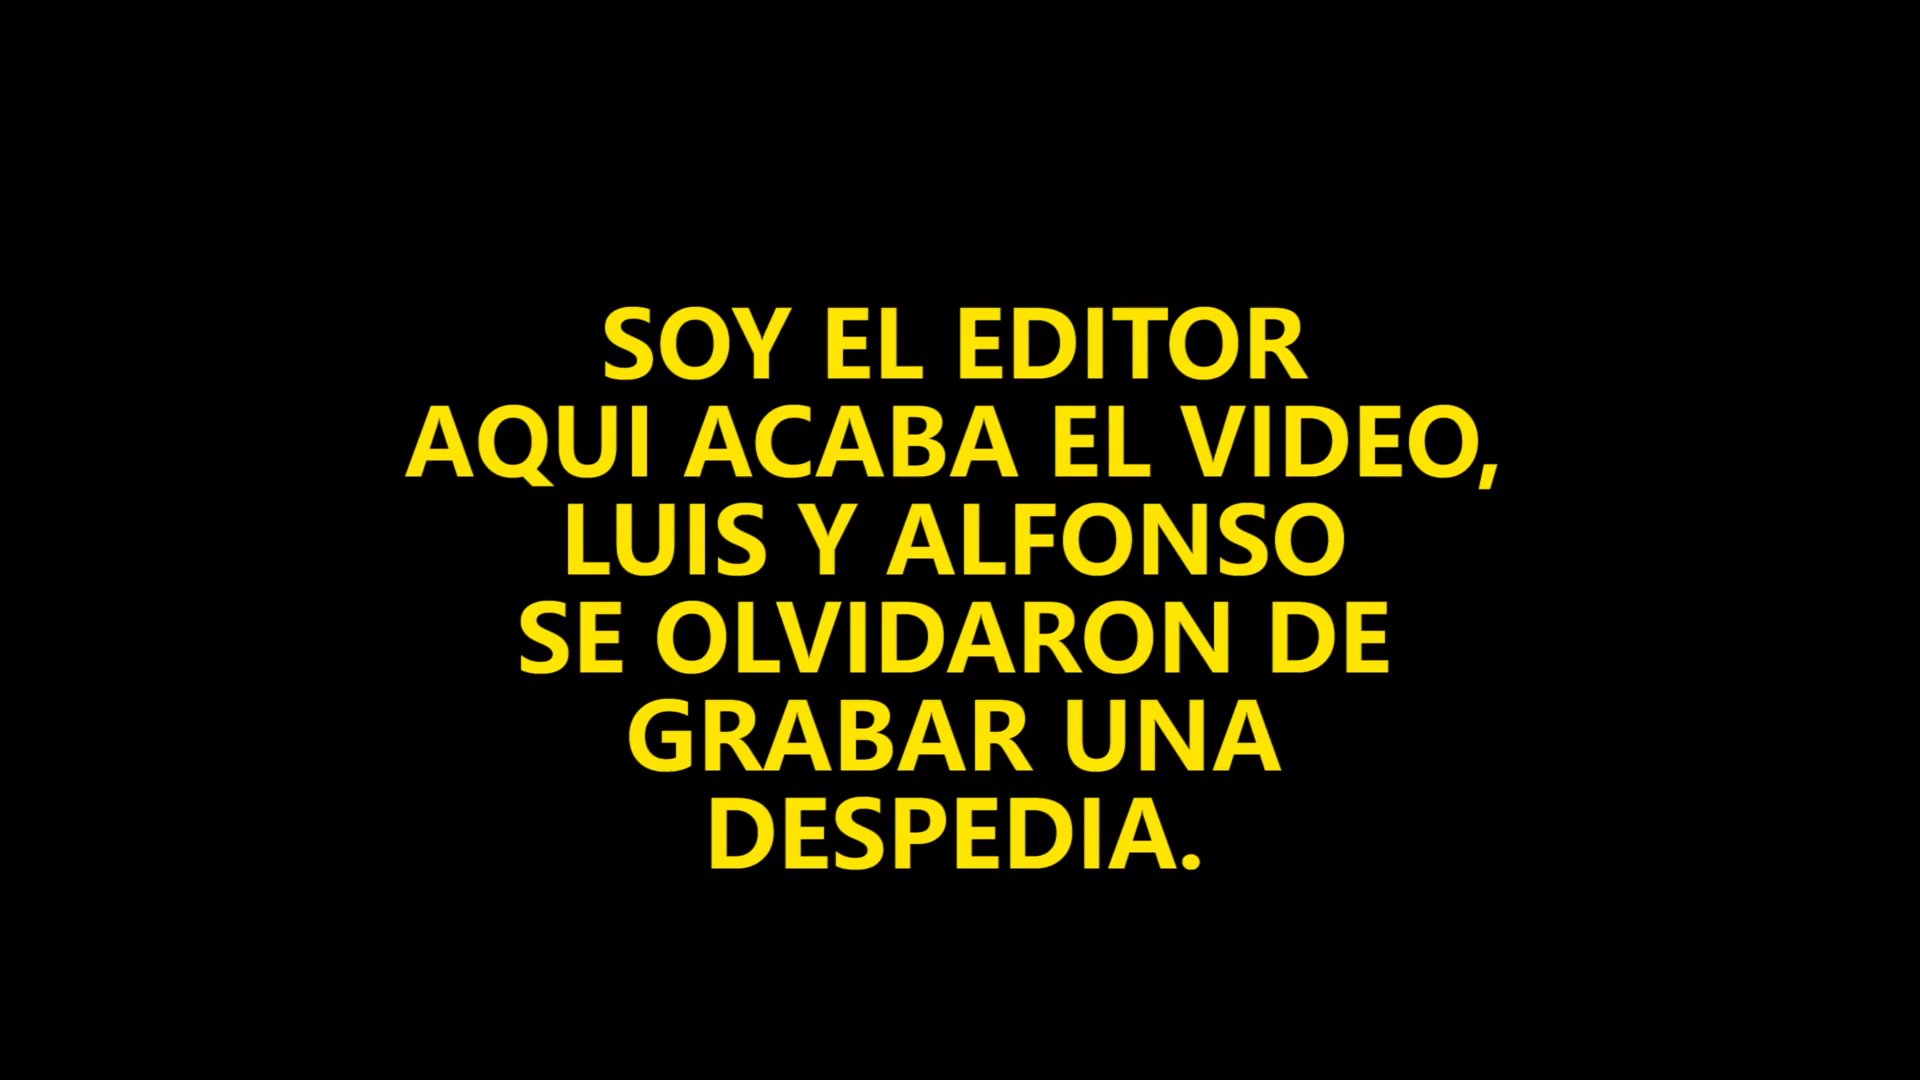 SOY EL EDITOR
AQUI ACABA EL VIDEO,
LUIS Y ALFONSO
SE OLVIDARON DE
GRABAR UNA
DESPEDIA.